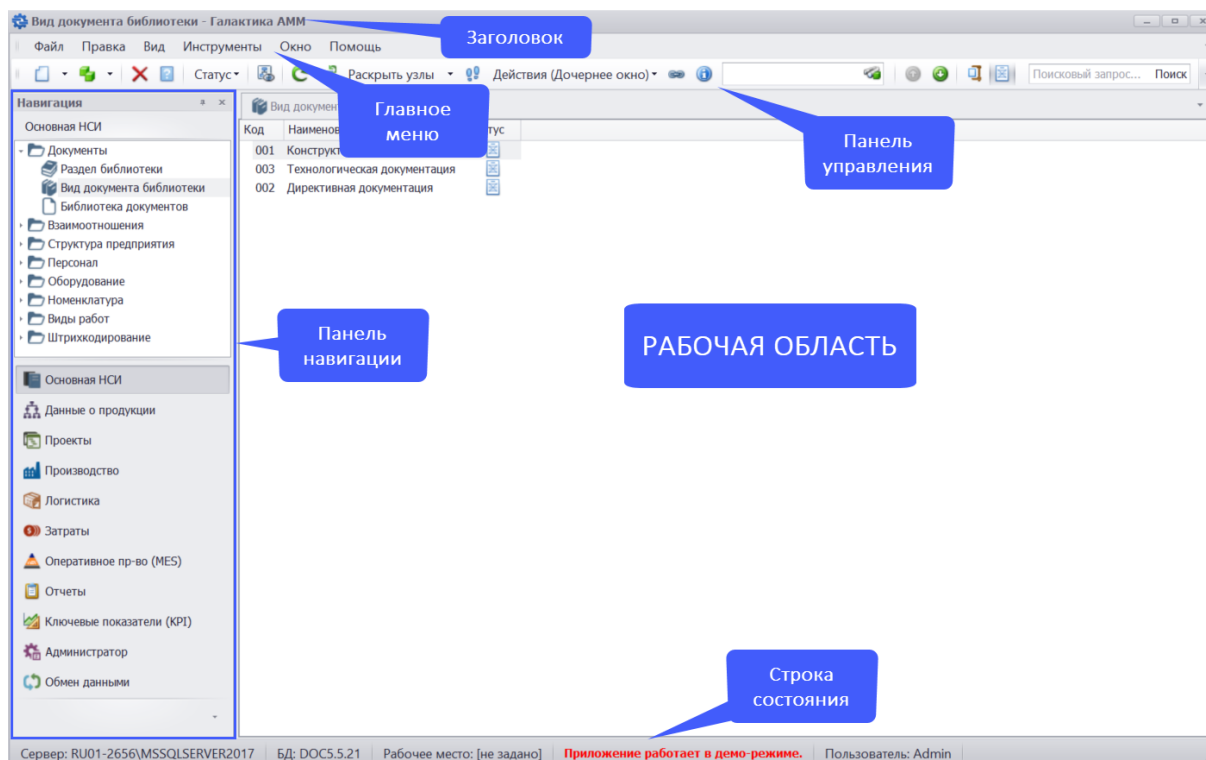 Вид документа библиотеки - Галактика АММ
Заголовок
Файл Правка Вид Инструменты Окно Помощь
Статус Раскрыть узлы Действия (Дочернее окно) Поисковый запрос... Поиск
Навигация
Основная НСИ
Документы
Раздел библиотеки
Вид документа библиотеки
Библиотека документов
Взаимоотношения
Структура предприятия
Персонал
Оборудование
Номенклатура
Виды работ
Штрихкодирование
Основная НСИ
Данные о продукции
Проекты
Производство
Логистика
Затраты
Оперативное пр-во (MES)
Отчеты
Ключевые показатели (KPI)
Администратор
Обмен данными
Вид
Главное
меню
Панель
управления
Код
001
003 Технологическая документация
002 Директивная документация
Панель
навигации
РАБОЧАЯ ОБЛАСТЬ
Строка
состояния
Сервер: RU01-2656\MSSQLSERVER2017 БД: DOC5.5.21 Рабочее место: [не задано] Приложение работает в демо-режиме. Пользователь: Admin